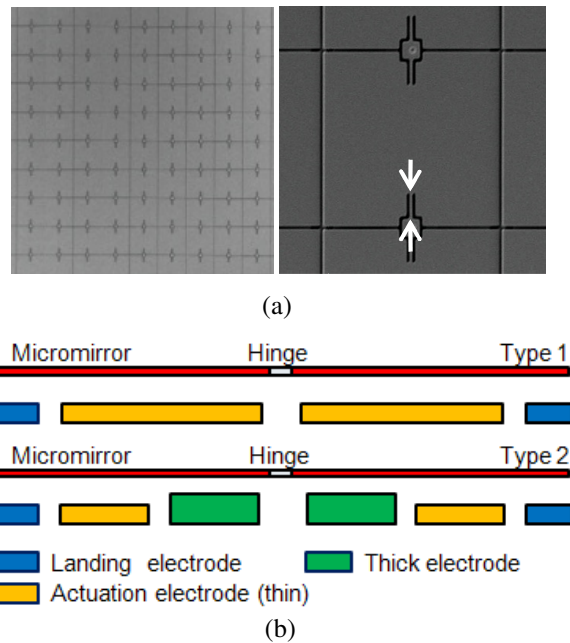 (a)
Micromirror Hinge Type 1
Micromirror Hinge Type 2
Landing electrode Thick electrode
Actuation electrode (thin)
(b)